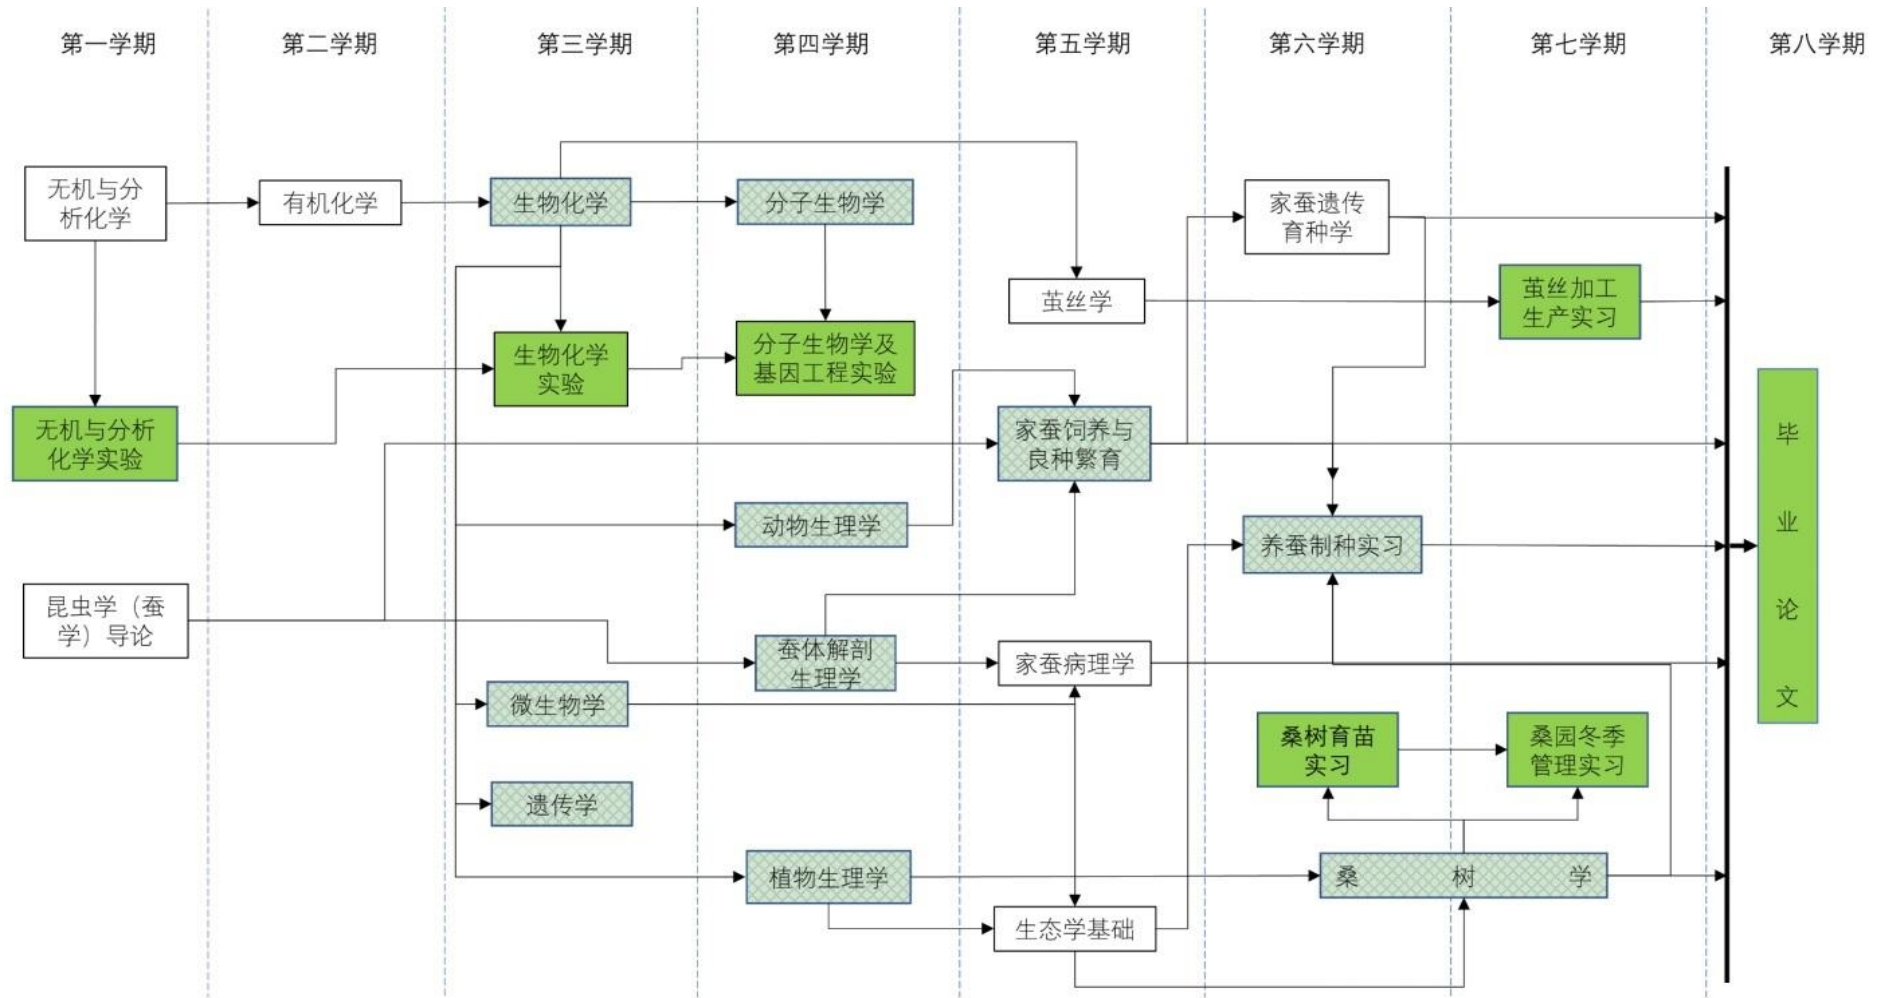 第一学期
第二学期
第三学期
第四学期
第五学期
第六学期
第七学期
第八学期
无机与分
析化学
有机化学
生物化学
分子生物学
家蚕遗传
育种学
茧丝学
茧丝加工
生产实习
生物化学
实验
分子生物学及
基因工程实验
无机与分析
化学实验
家蚕饲养与
良种繁育
动物生理学
养蚕制种实习
昆虫学（蚕
学）导论
蚕体解剖
生理学
家蚕病理学
微生物学
桑树育苗
实习
桑园冬季
管理实习
遗传学
植物生理学
桑树学
生态学基础
毕
业
论
文